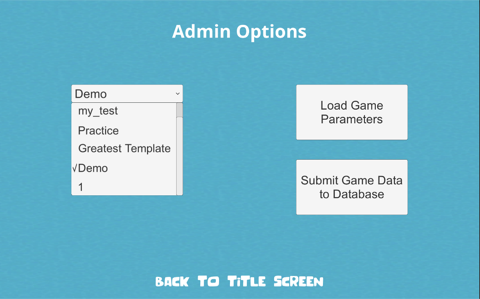 Admin Options
Demo
my_test
Practice
Greatest Template
√Demo
1
Load Game
Parameters
Submit Game Data
to Database
BACK TO TITLE SCREEN